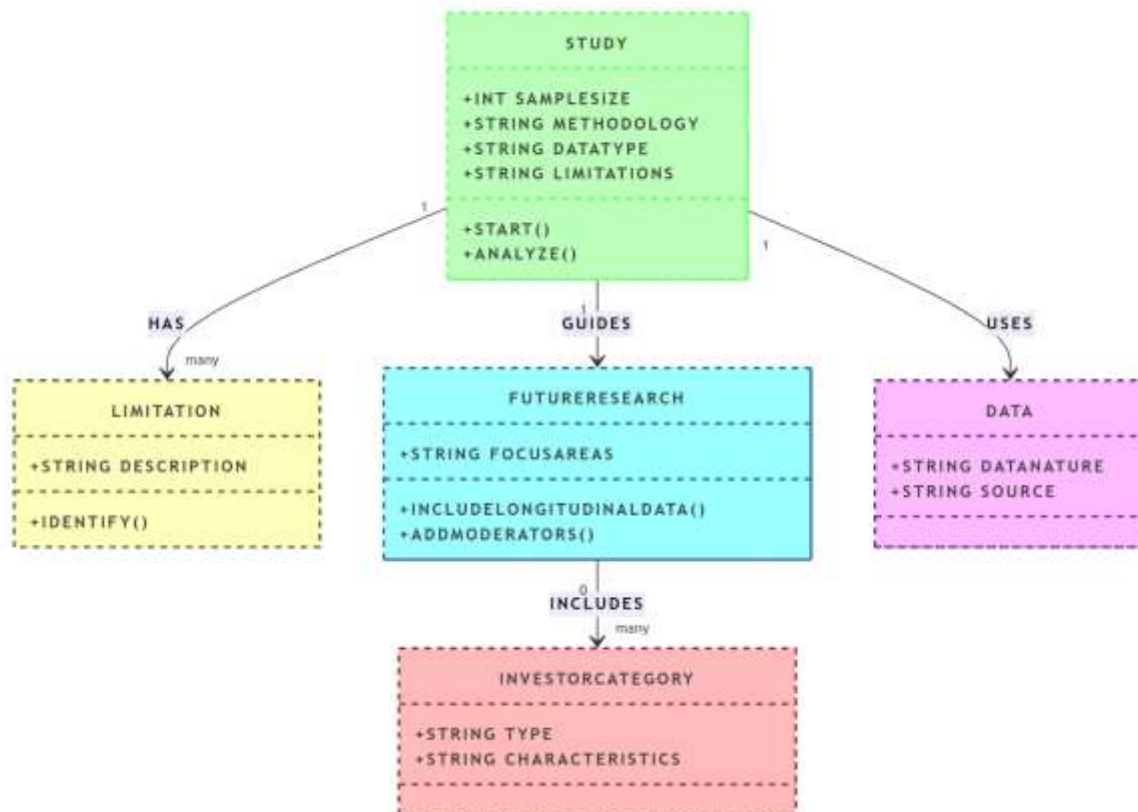 STUDY
+INT SAMPLESIZE
+STRING METHODOLOGY
+STRING DATATYPE
+STRING LIMITATIONS
+START()
+ANALYZE()
1
1
1
HAS
GUIDES
USES
many
LIMITATION
+STRING DESCRIPTION
+IDENTIFY()
FUTURERESEARCH
+STRING FOCUSAREAS
+INCLUDELONGITUDINALDATA()
+ADDMODERATORS()
DATA
+STRING DATANATURE
+STRING SOURCE
0
INCLUDES
many
INVESTORCATEGORY
+STRING TYPE
+STRING CHARACTERISTICS